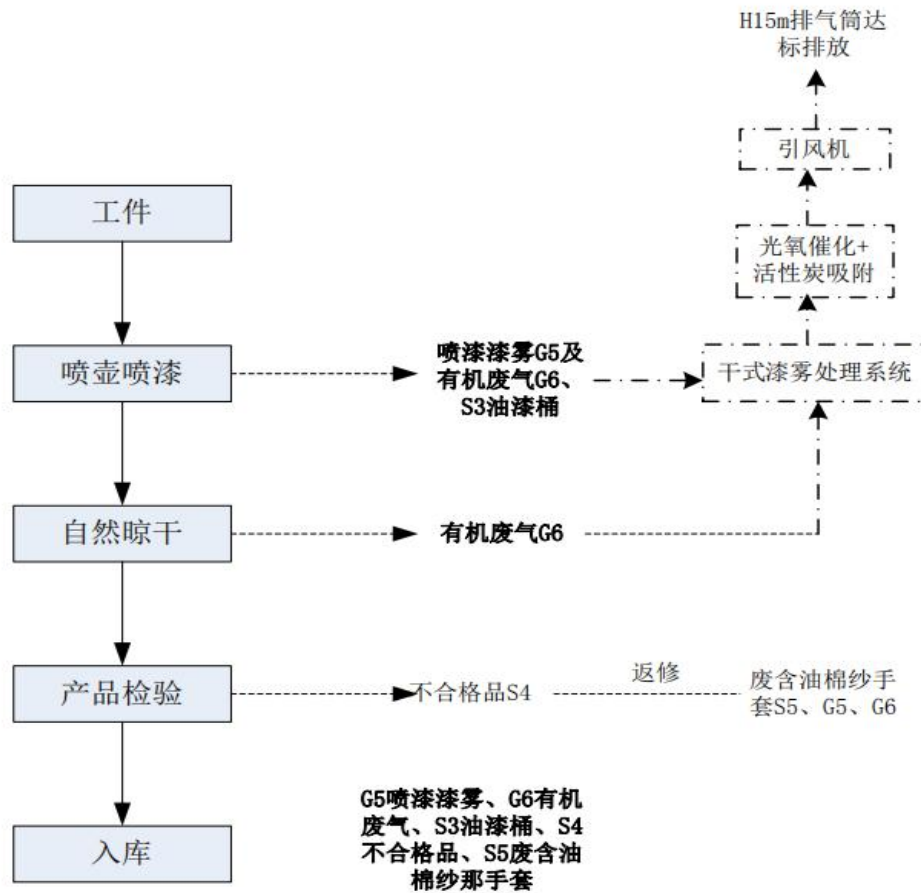 H15m排气筒达
标排放
引风机
工件
光氧催化+
活性炭吸附
喷壶喷漆
喷漆漆雾G5及
有机废气G6、
S3油漆桶
干式漆雾处理系统
自然晾干
有机废气G6
产品检验
不合格品S4
返修
废含油棉纱手
套S5、G5、G6
入库
G5喷漆漆雾、G6有机
废气、S3油漆桶、S4
不合格品、S5废含油
棉纱那手套